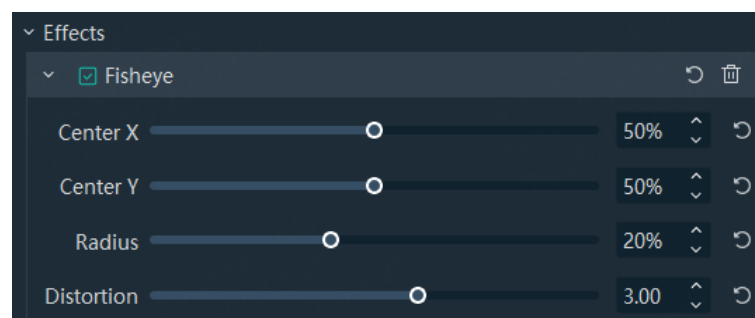 Effects
Fisheye
Center X 50%
Center Y 50%
Radius 20%
Distortion 3.00